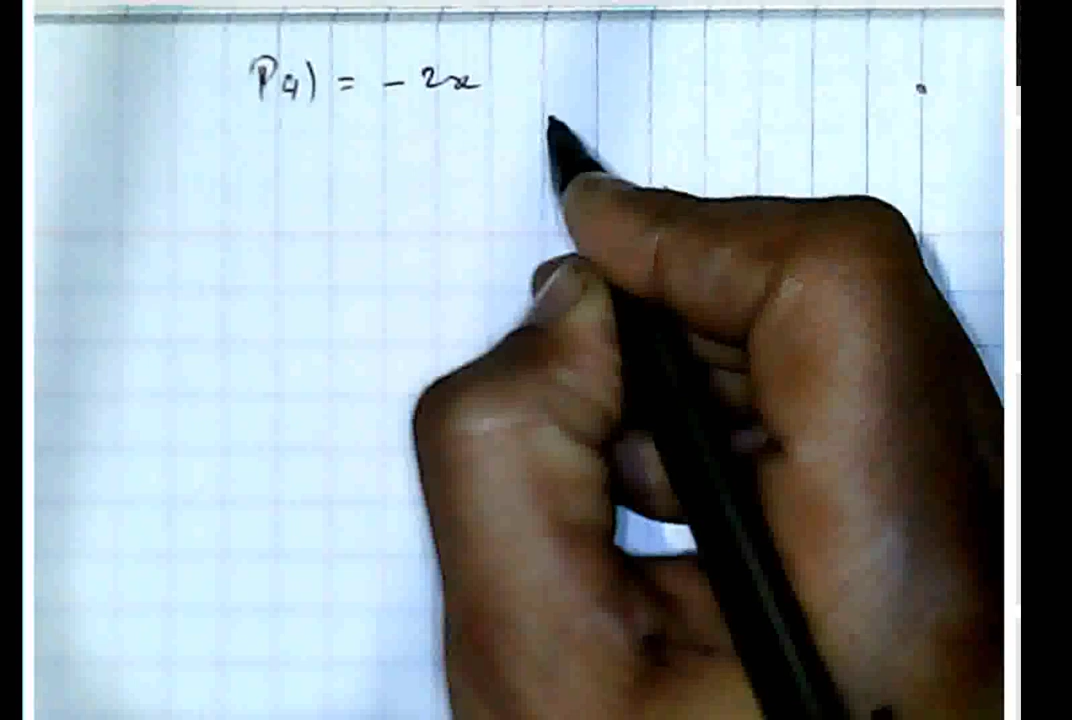 P(x) = - 2x